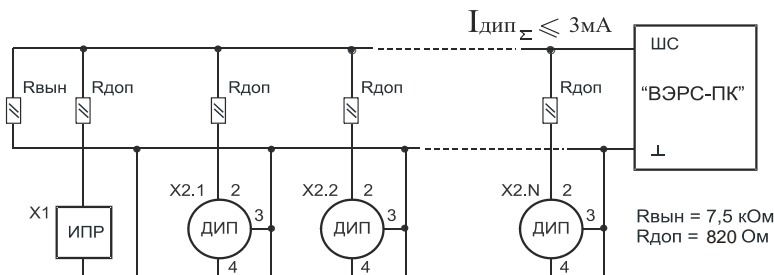 Iдип Σ ⩽ 3мА
ШС
"ВЭРС-ПК"
⊥
Rвын
Rдоп
Rдоп
Rдоп
Rдоп
X2.1
2
X2.2
2
X2.N
2
X1
ИПР
ДИП
3
ДИП
3
ДИП
3
4
4
4
Rвын = 7,5 кОм
Rдоп = 820 Ом